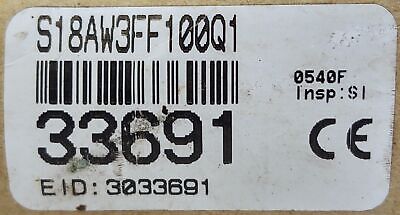 S18AW3FF100Q1
0540F
Insp:SI
33691
CE
EID: 3033691